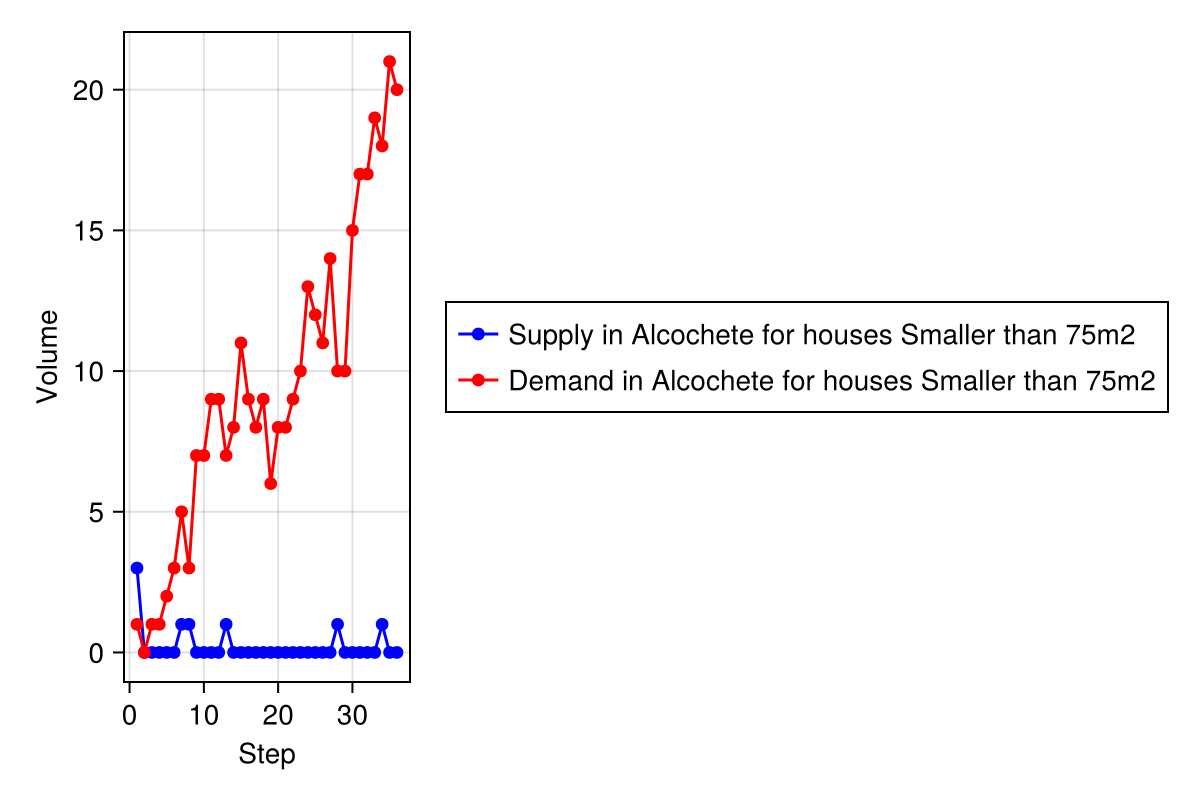 Volume
20
15
10
5
0
0 10 20 30
Step
Supply in Alcochete for houses Smaller than 75m2
Demand in Alcochete for houses Smaller than 75m2